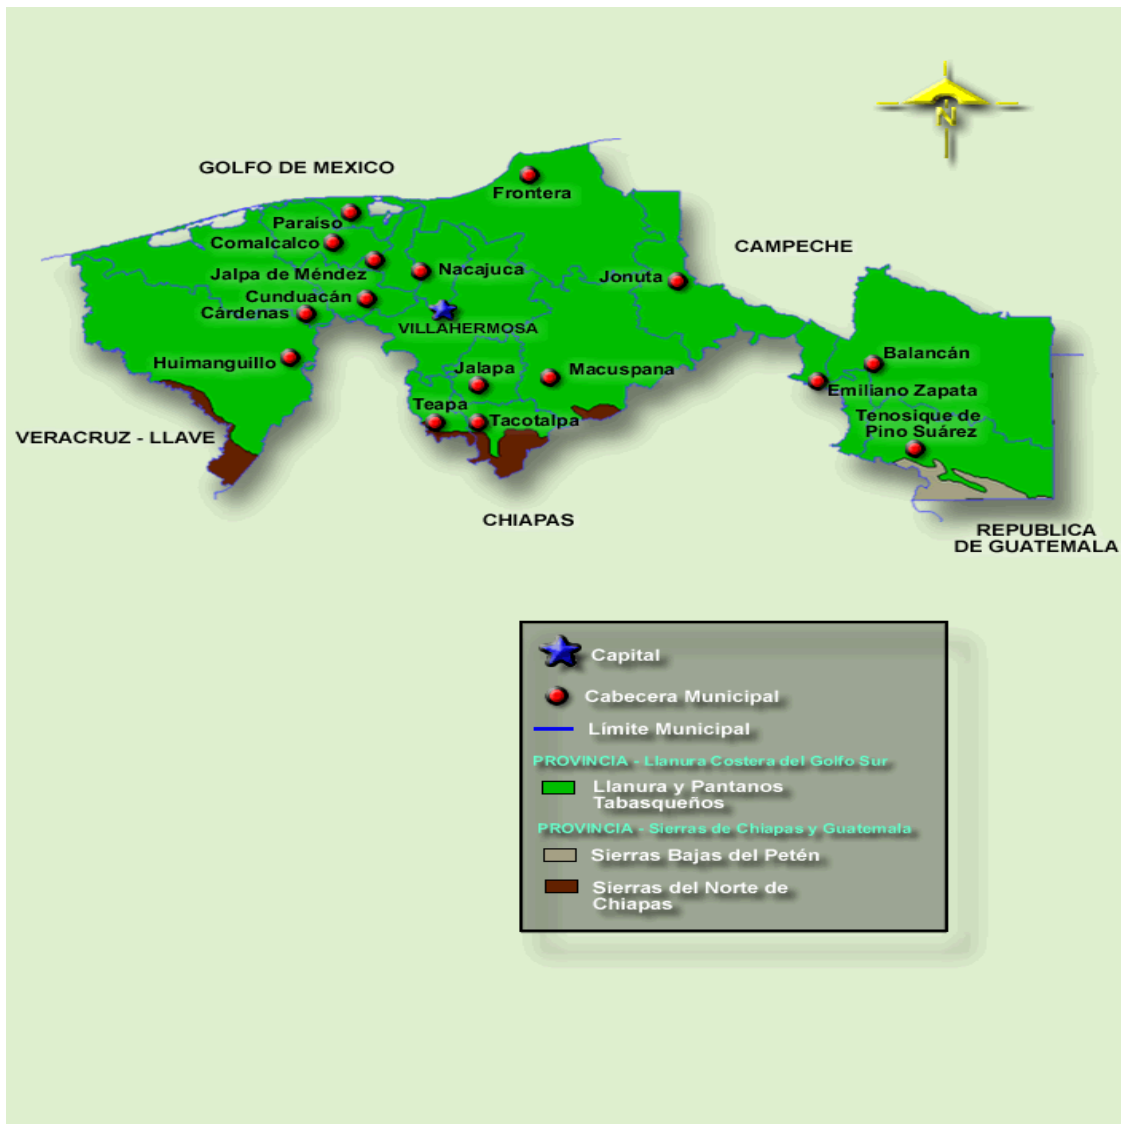 N
GOLFO DE MEXICO
Frontera
Paraíso
Comalcalco
CAMPECHE
Jalpa de Méndez
Nacajuca
Jonuta
Cunduacán
Cárdenas
VILLAHERMOSA
Huimanguillo
Jalapa
Macuspana
Balancán
Emiliano Zapata
Teapa
Tacotalpa
Tenosique de
Pino Suárez
VERACRUZ - LLAVE
CHIAPAS
REPUBLICA
DE GUATEMALA
Capital
Cabecera Municipal
Límite Municipal
PROVINCIA - Llanura Costera del Golfo Sur
Llanura y Pantanos
Tabasqueños
PROVINCIA - Sierras de Chiapas y Guatemala
Sierras Bajas del Petén
Sierras del Norte de
Chiapas